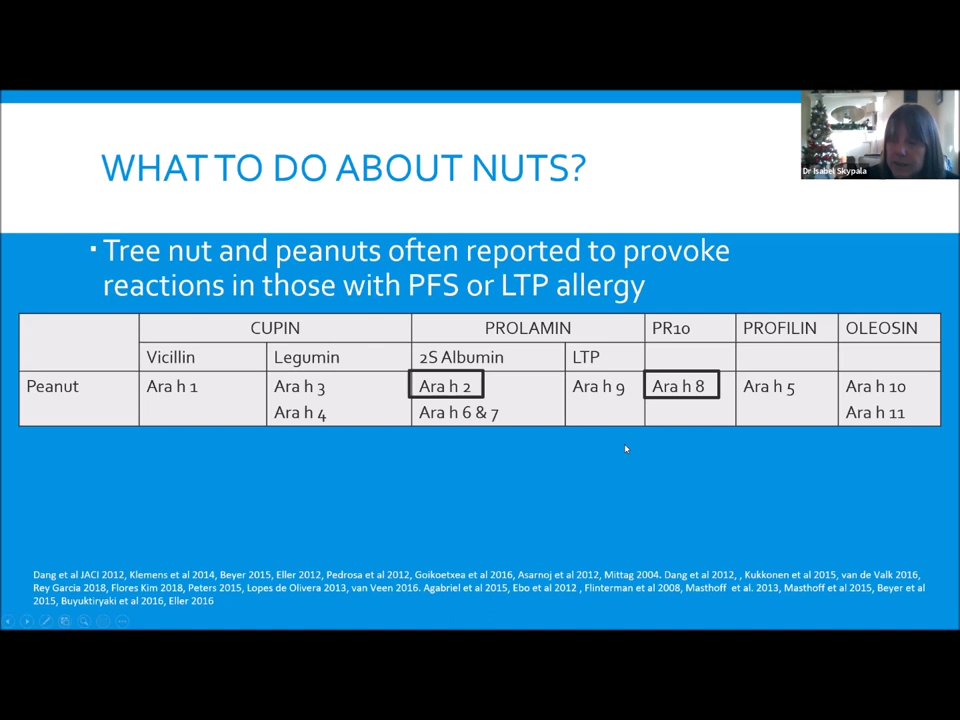 Dr Isabel Skypala
WHAT TO DO ABOUT NUTS?
▪ Tree nut and peanuts often reported to provoke
reactions in those with PFS or LTP allergy
CUPIN PROLAMIN PR10 PROFILIN OLEOSIN
Vicillin Legumin 2S Albumin LTP
Peanut Ara h 1 Ara h 3 Ara h 2 Ara h 9 Ara h 8 Ara h 5 Ara h 10
Ara h 4 Ara h 6 & 7 Ara h 11
Dang et al JACI 2012, Klemens et al 2014, Beyer 2015, Eller 2012, Pedrosa et al 2012, Goikoetxea et al 2016, Asarnoj et al 2012, Mittag 2004. Dang et al 2012, , Kukkonen et al 2015, van de Valk 2016,
Rey Garcia 2018, Flores Kim 2018, Peters 2015, Lopes de Olivera 2013, van Veen 2016. Agabriel et al 2015, Ebo et al 2012 , Flinterman et al 2008, Masthoff et al. 2013, Masthoff et al 2015, Beyer et al
2015, Buyuktiryaki et al 2016, Eller 2016